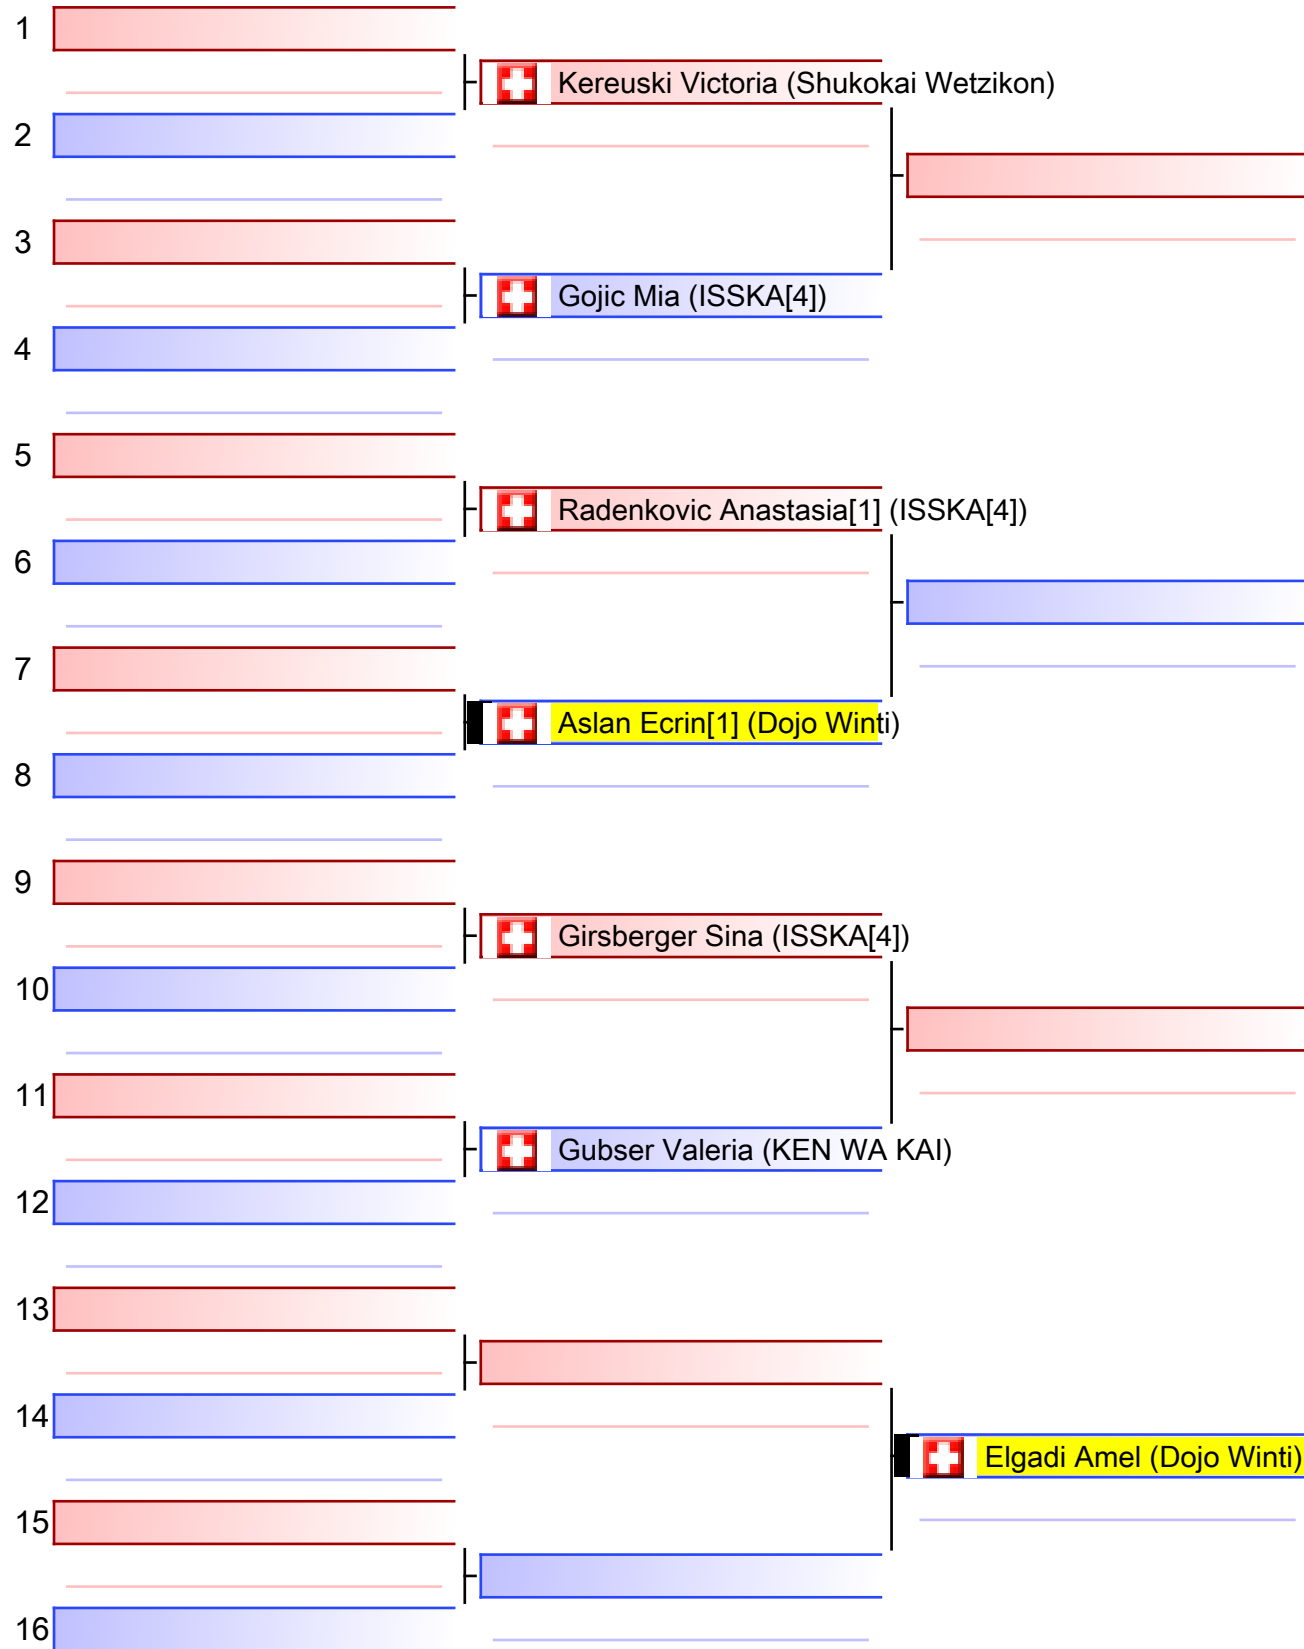 1
Kereuski Victoria (Shukokai Wetzikon)
2
3
Gojic Mia (ISSKA[4])
4
5
Radenkovic Anastasia[1] (ISSKA[4])
6
7
Aslan Ecrin[1] (Dojo Winti)
8
9
Girsberger Sina (ISSKA[4])
10
11
Gubser Valeria (KEN WA KAI)
12
13
14
Elgadi Amel (Dojo Winti)
15
16